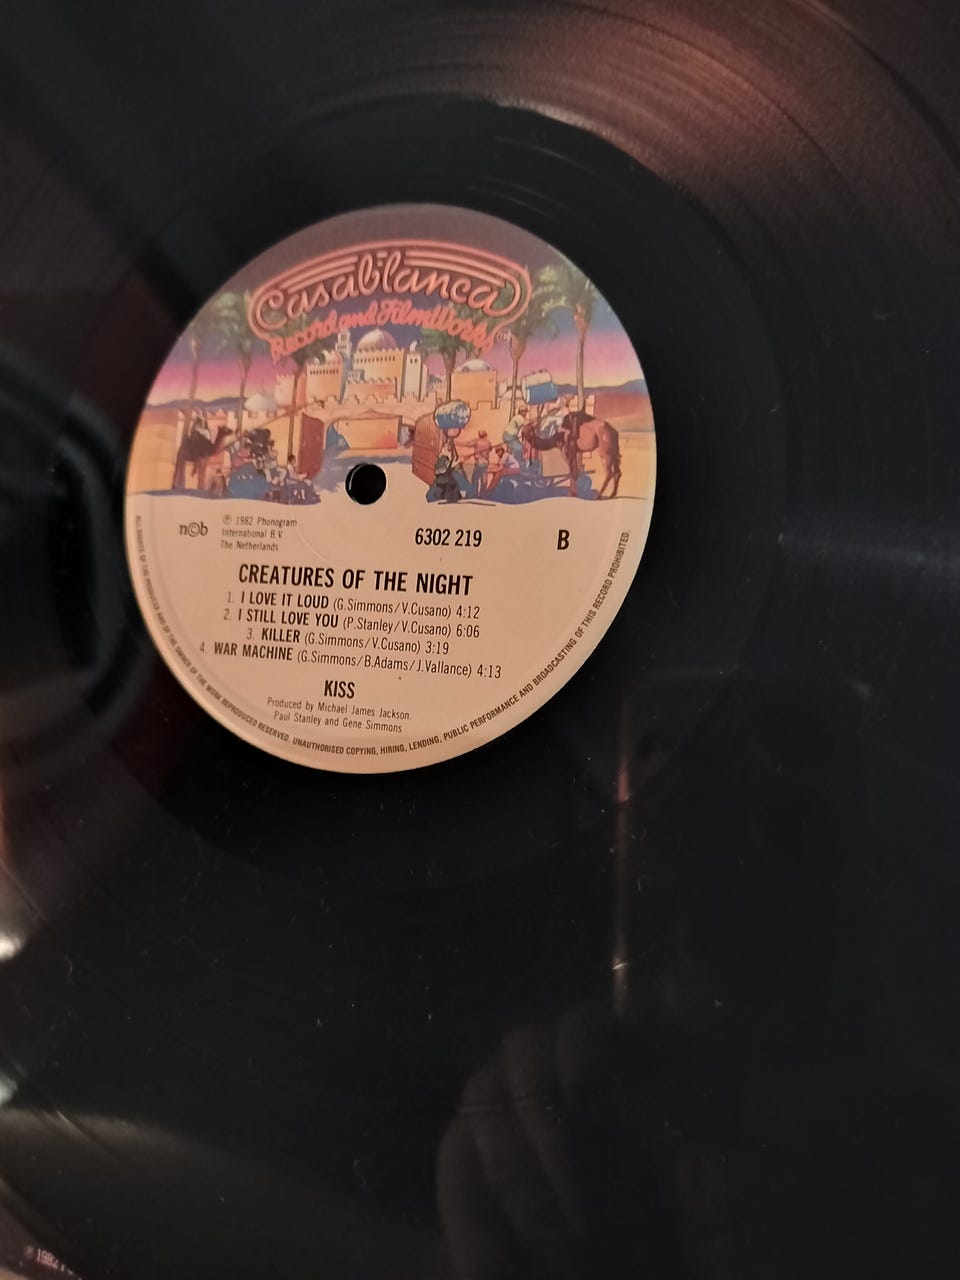 Casablanca
Record and FilmWorks
n©b
℗ 1982 Phonogram
International B.V
The Netherlands
6302 219
B
CREATURES OF THE NIGHT
1. I LOVE IT LOUD (G.Simmons/V.Cusano) 4:12
2. I STILL LOVE YOU (P.Stanley/V.Cusano) 6:06
3. KILLER (G.Simmons/V.Cusano) 3:19
4. WAR MACHINE (G.Simmons/B.Adams/J.Vallance) 4:13
KISS
Produced by Michael James Jackson,
Paul Stanley and Gene Simmons
ALL RIGHTS OF THE PRODUCER AND OF THE OWNER OF THE WORK REPRODUCED RESERVED. UNAUTHORISED COPYING, HIRING, LENDING, PUBLIC PERFORMANCE AND BROADCASTING OF THIS RECORD PROHIBITED.
℗ 1982